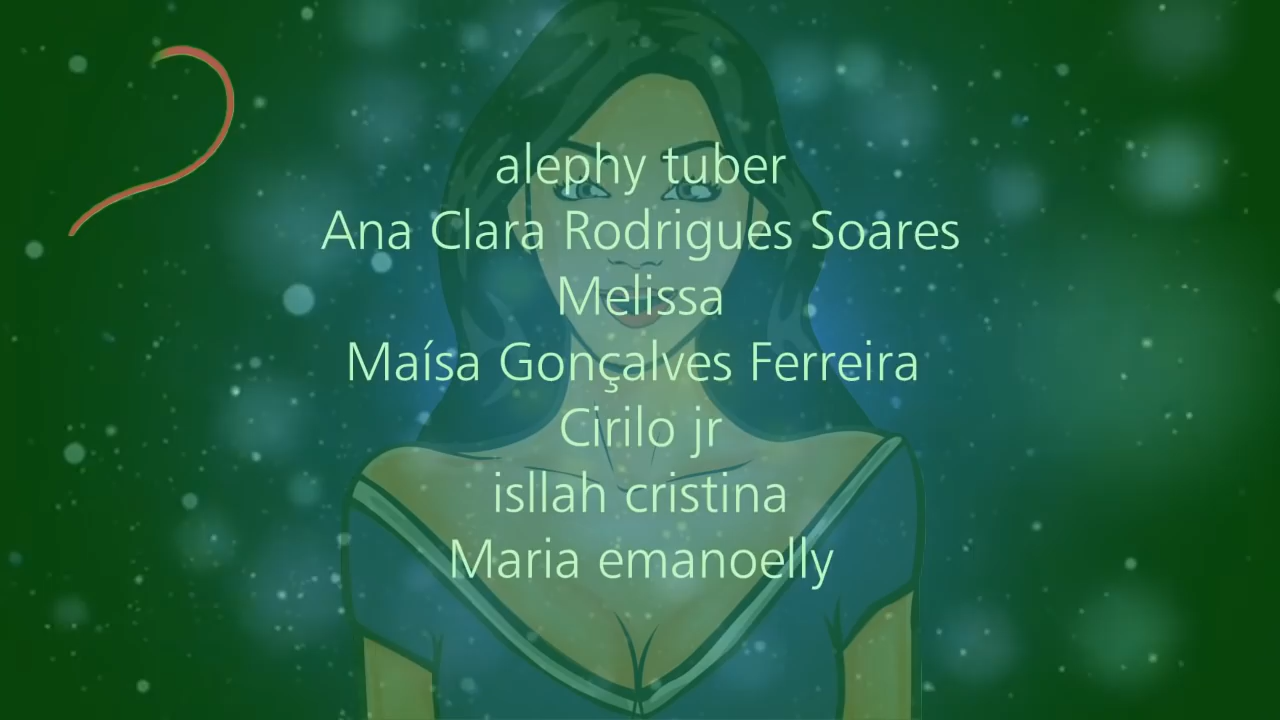 alephy tuber
Ana Clara Rodrigues Soares
Melissa
Maísa Gonçalves Ferreira
Cirilo jr
isllah cristina
Maria emanoelly